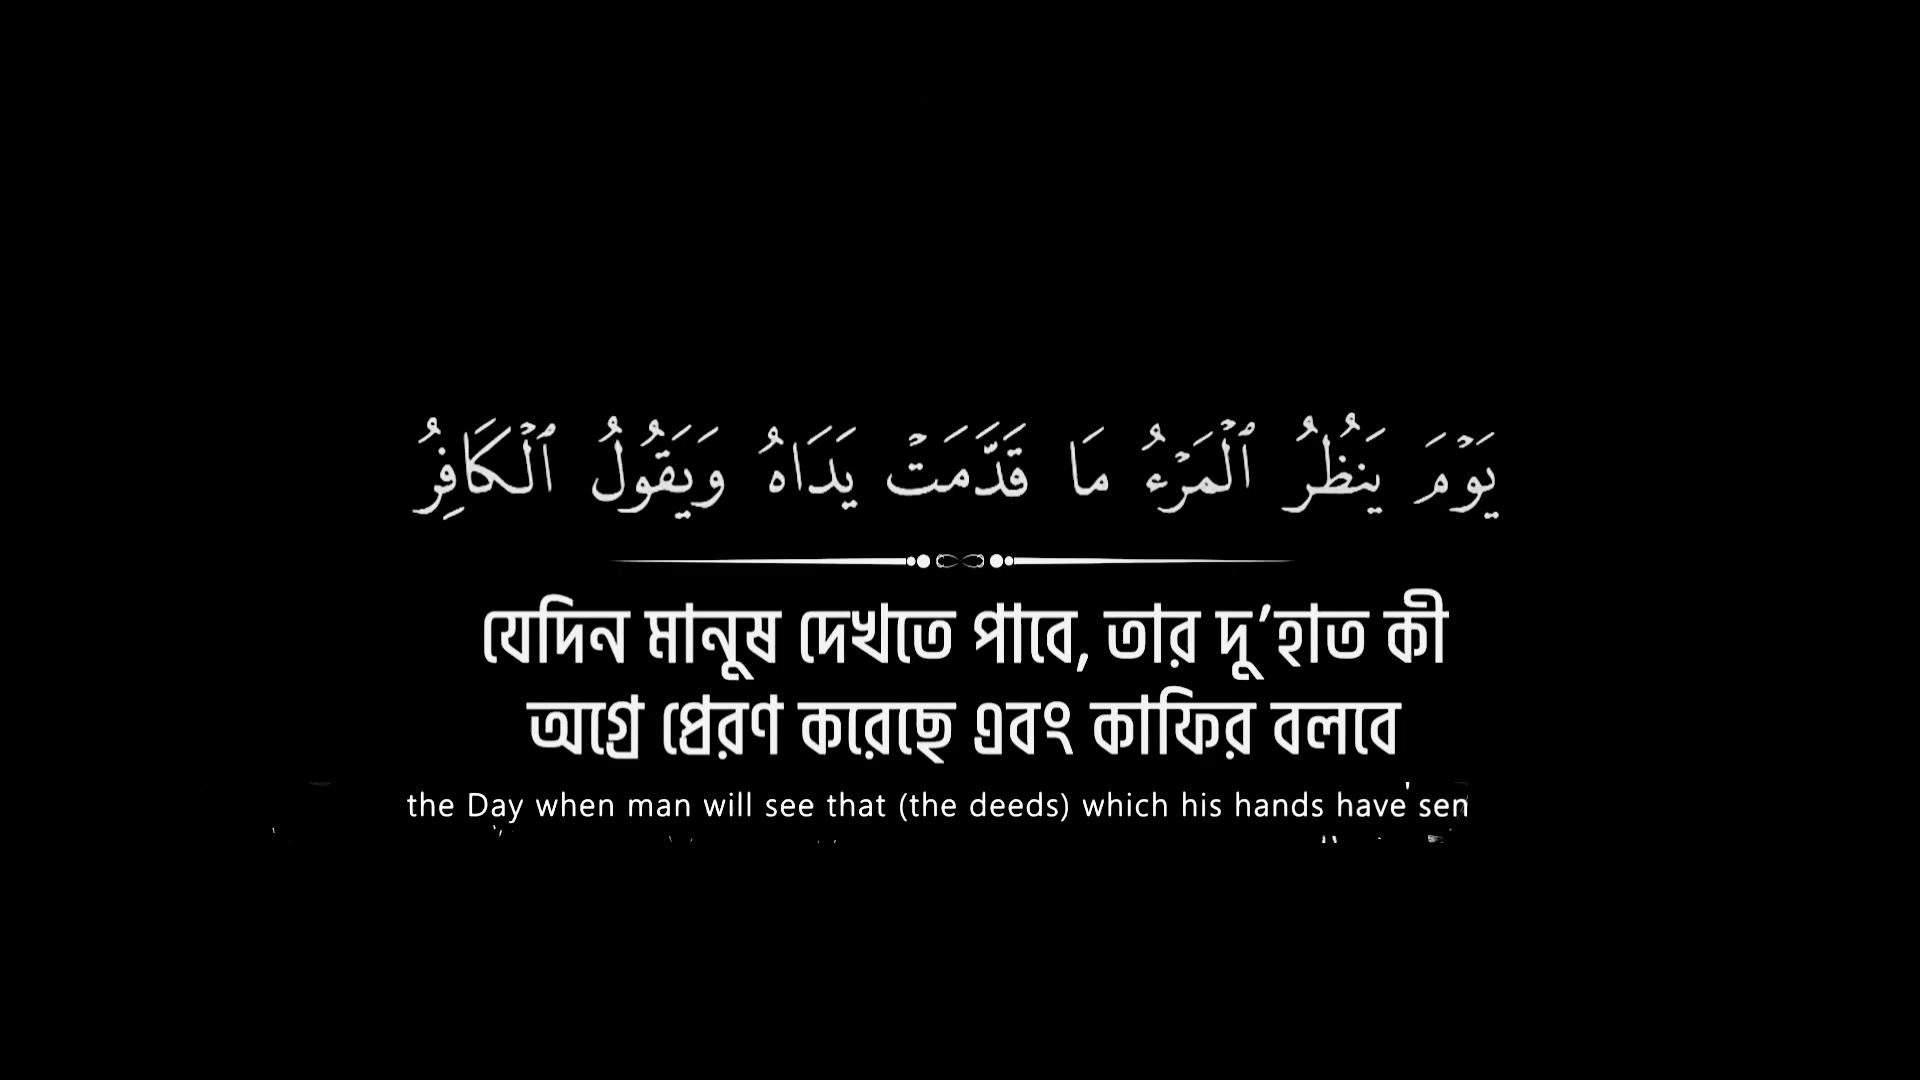 يَوْمَ يَنظُرُ ٱلْمَرْءُ مَا قَدَّمَتْ يَدَاهُ وَيَقُولُ ٱلْكَافِرُ
যেদিন মানুষ দেখতে পাবে, তার দু’হাত কী
অগ্রে প্রেরণ করেছে এবং কাফির বলবে
the Day when man will see that (the deeds) which his hands have sen